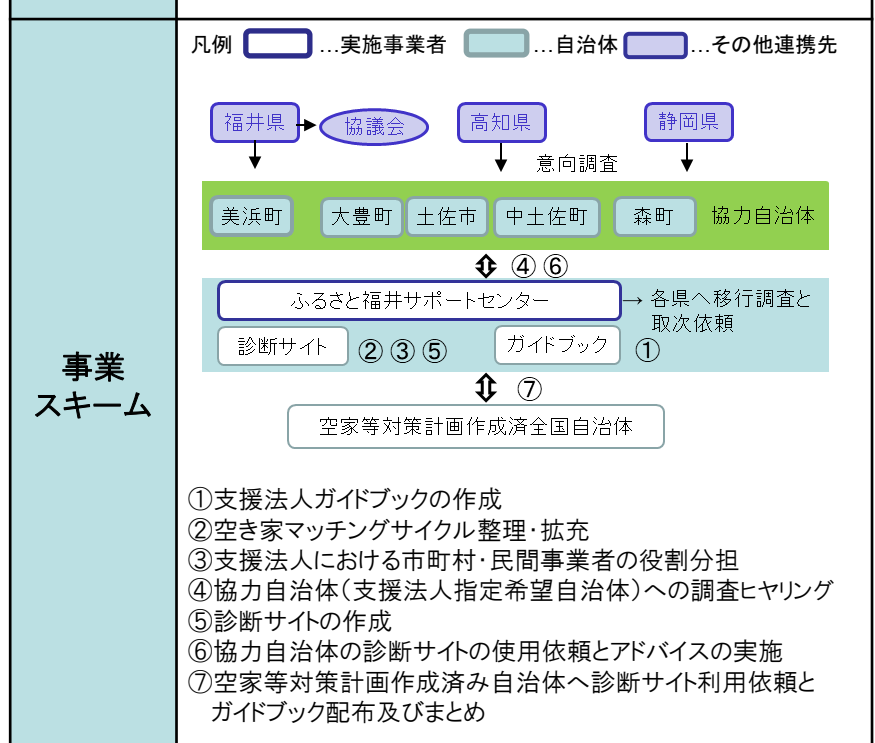 事業
スキーム
凡例 …実施事業者 …自治体 …その他連携先
福井県 協議会 高知県 静岡県
意向調査
美浜町 大豊町 土佐市 中土佐町 森町 協力自治体
④⑥
ふるさと福井サポートセンター → 各県へ移行調査と
取次依頼
診断サイト ②③⑤ ガイドブック ①
⑦
空家等対策計画作成済全国自治体
①支援法人ガイドブックの作成
②空き家マッチングサイクル整理・拡充
③支援法人における市町村・民間事業者の役割分担
④協力自治体（支援法人指定希望自治体）への調査ヒヤリング
⑤診断サイトの作成
⑥協力自治体の診断サイトの使用依頼とアドバイスの実施
⑦空家等対策計画作成済み自治体へ診断サイト利用依頼と
ガイドブック配布及びまとめ